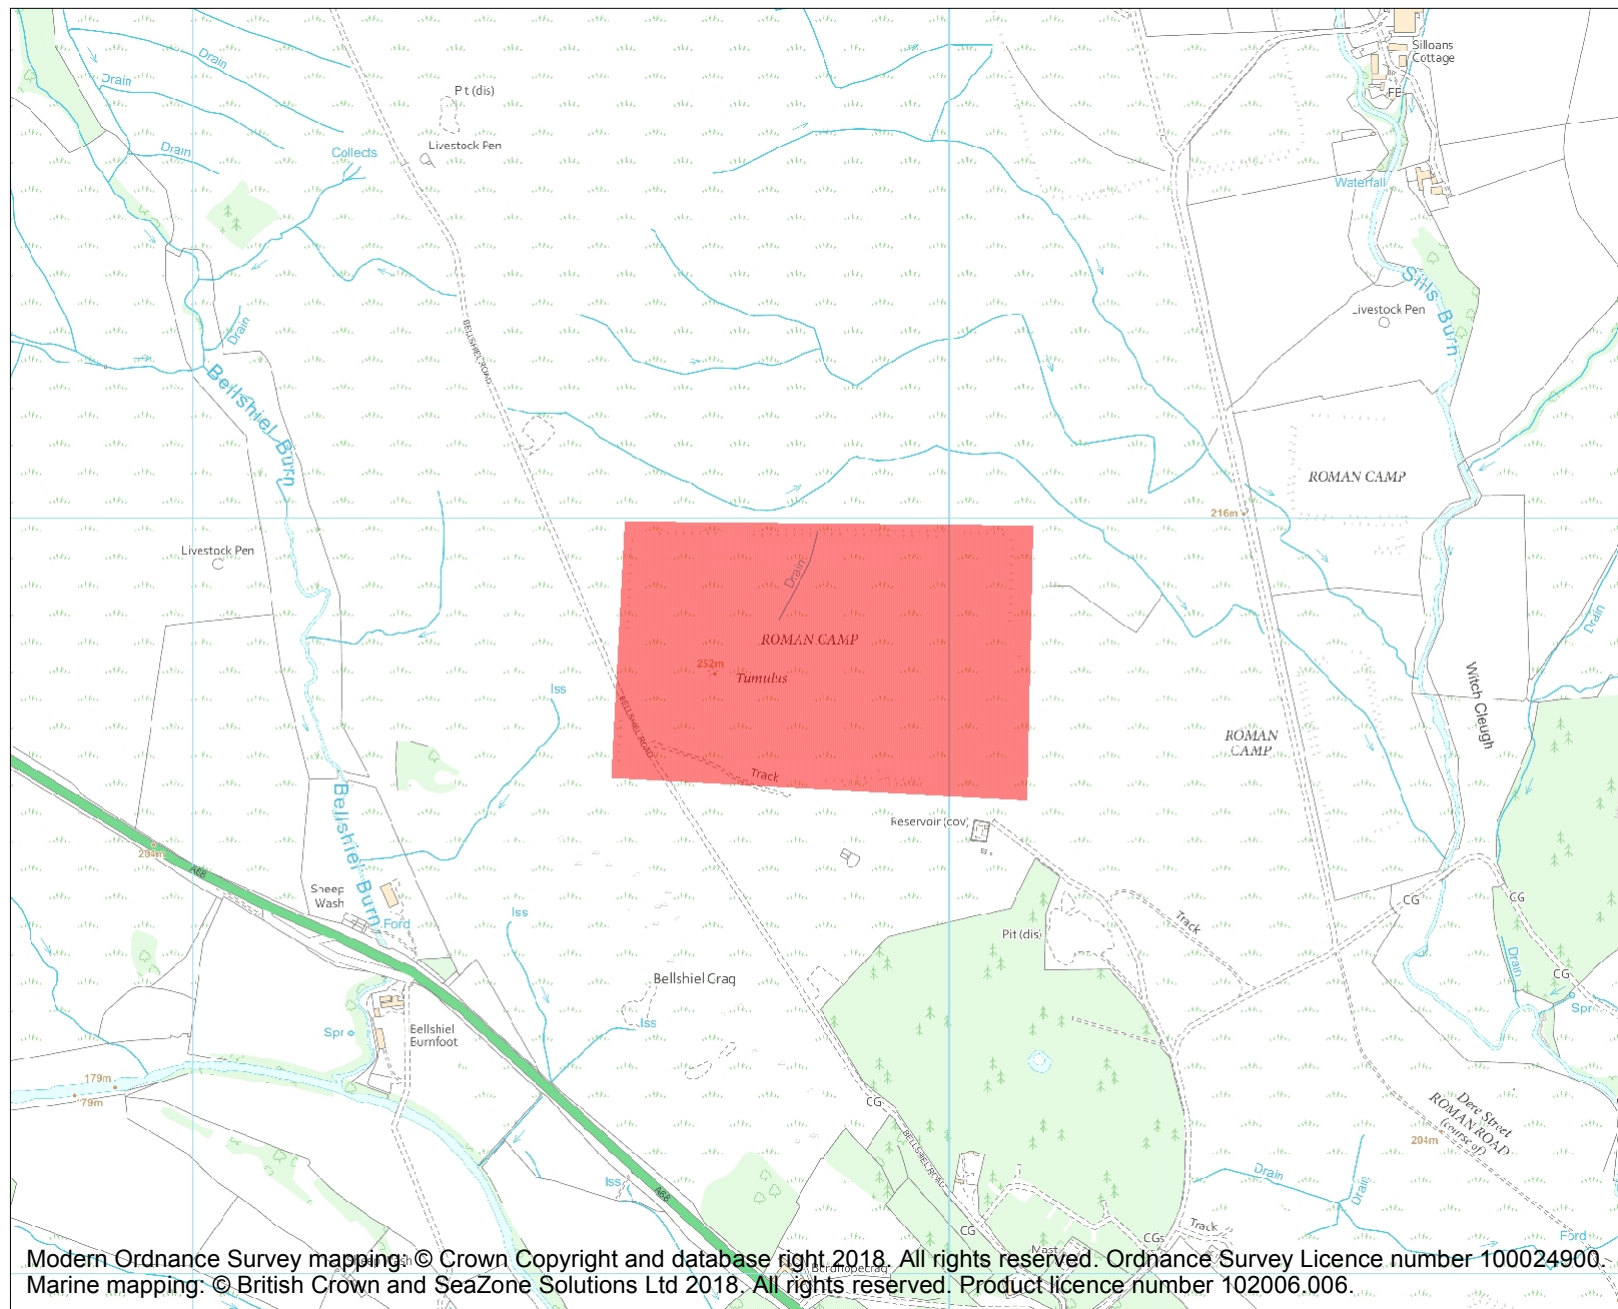 Drain
Drain
Drain
Collects
Pit (dis)
Livestock Pen
Silloans
Cottage
FB
Waterfall
Sills Burn
Livestock Pen
Drain
BELLSHIEL ROAD
Bellshiel Burn
ROMAN CAMP
216m
Livestock Pen
Drain
ROMAN CAMP
252m
Tumulus
Iss
BELLSHIEL ROAD
Track
Drain
Witch Cleugh
ROMAN
CAMP
Reservoir (cov)
Bellshiel Burn
204m
A68
Sheep
Wash
Ford
Iss
Pit (dis)
Track
CG
CG
Drain
CG
Spr
Bellshiel Crag
Iss
Spr
Bellshiel
Burnfoot
179m
79m
CG
BELLSHIEL ROAD
Dere Street
ROMAN ROAD
(course of)
204m
Iss
A68
Drain
Drain
CG
Mast
CGs
Track
Ford
Modern Ordnance Survey mapping: © Crown Copyright and database right 2018. All rights reserved. Ordnance Survey Licence number 100024900.
Marine mapping: © British Crown and SeaZone Solutions Ltd 2018. All rights reserved. Product licence number 102006.006.